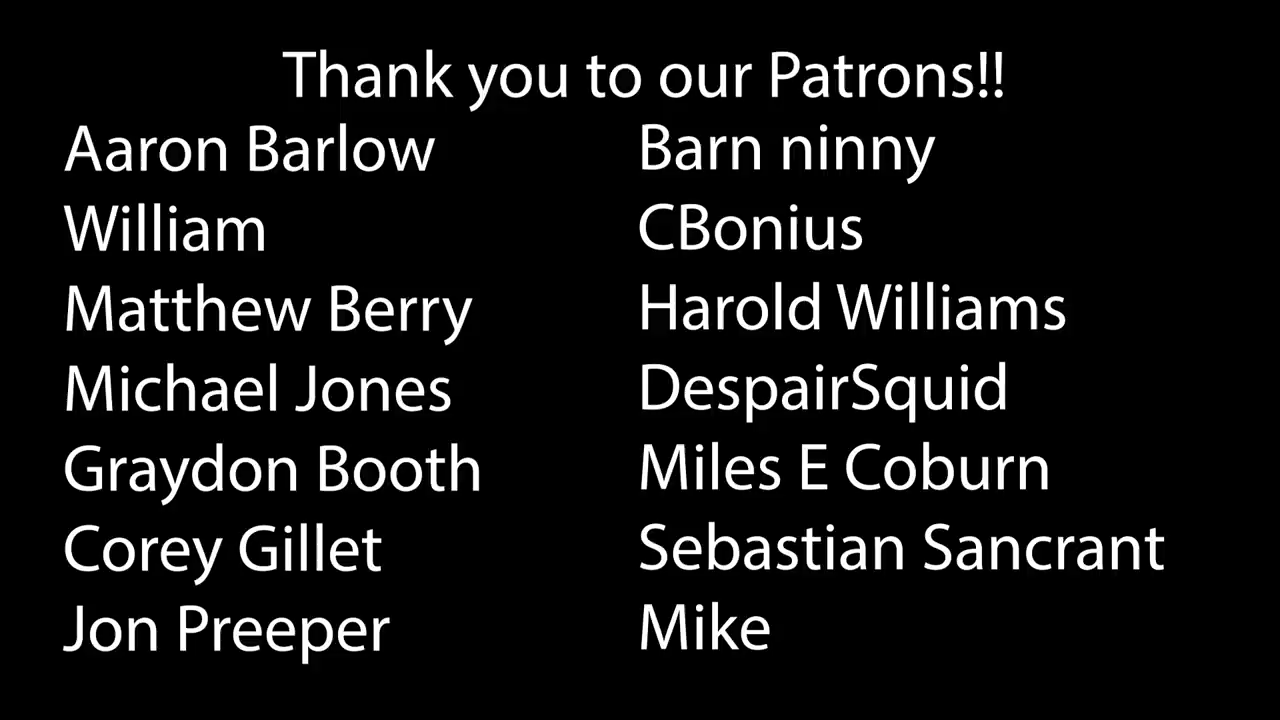 Thank you to our Patrons!!
Aaron Barlow
William
Matthew Berry
Michael Jones
Graydon Booth
Corey Gillet
Jon Preeper
Barn ninny
CBonius
Harold Williams
DespairSquid
Miles E Coburn
Sebastian Sancrant
Mike